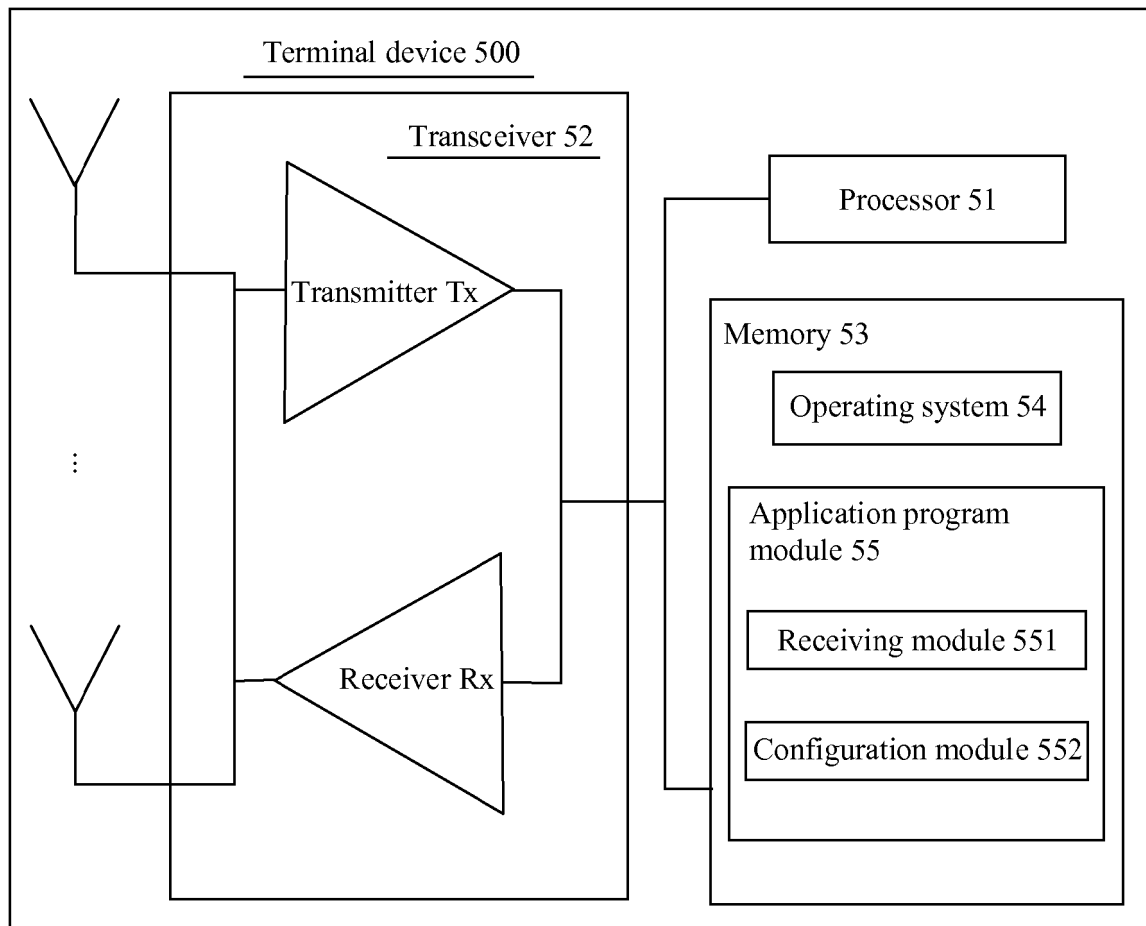 Terminal device 500
Transceiver 52
Transmitter Tx
Receiver Rx
Processor 51
Memory 53
Operating system 54
Application program
module 55
Receiving module 551
Configuration module 552
...